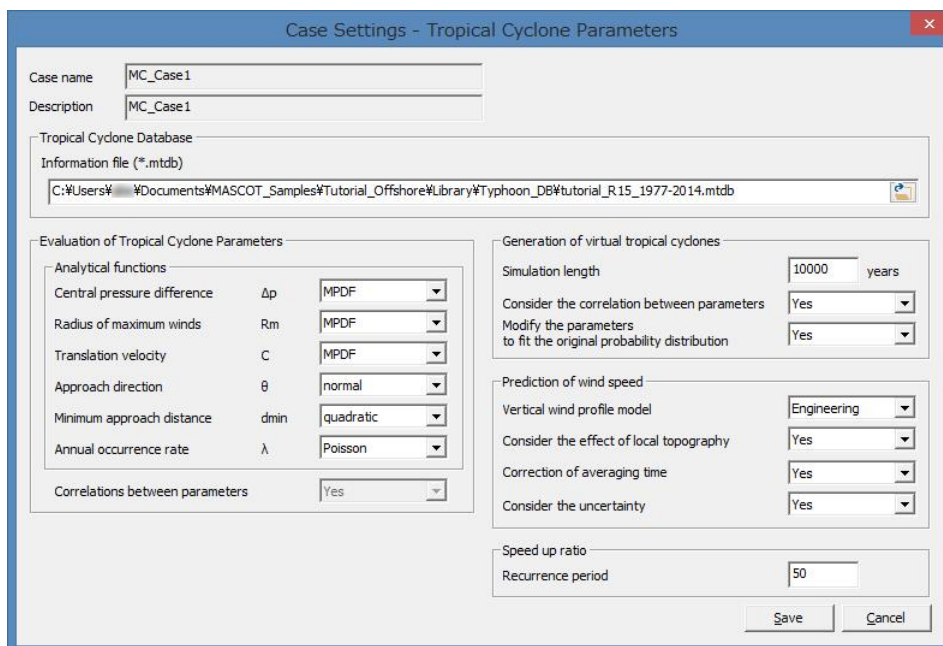 Case Settings - Tropical Cyclone Parameters
Case name MC_Case1
Description MC_Case1
Tropical Cyclone Database
Information file (*.mtdb)
C:¥Users¥ ¥Documents¥MASCOT_Samples¥Tutorial_Offshore¥Library¥Typhoon_DB¥tutorial_R15_1977-2014.mtdb
Evaluation of Tropical Cyclone Parameters
Analytical functions
Central pressure difference Δp MPDF
Radius of maximum winds Rm MPDF
Translation velocity C MPDF
Approach direction θ normal
Minimum approach distance dmin quadratic
Annual occurrence rate λ Poisson
Correlations between parameters Yes
Generation of virtual tropical cyclones
Simulation length 10000 years
Consider the correlation between parameters Yes
Modify the parameters
to fit the original probability distribution Yes
Prediction of wind speed
Vertical wind profile model Engineering
Consider the effect of local topography Yes
Correction of averaging time Yes
Consider the uncertainty Yes
Speed up ratio
Recurrence period 50
Save Cancel